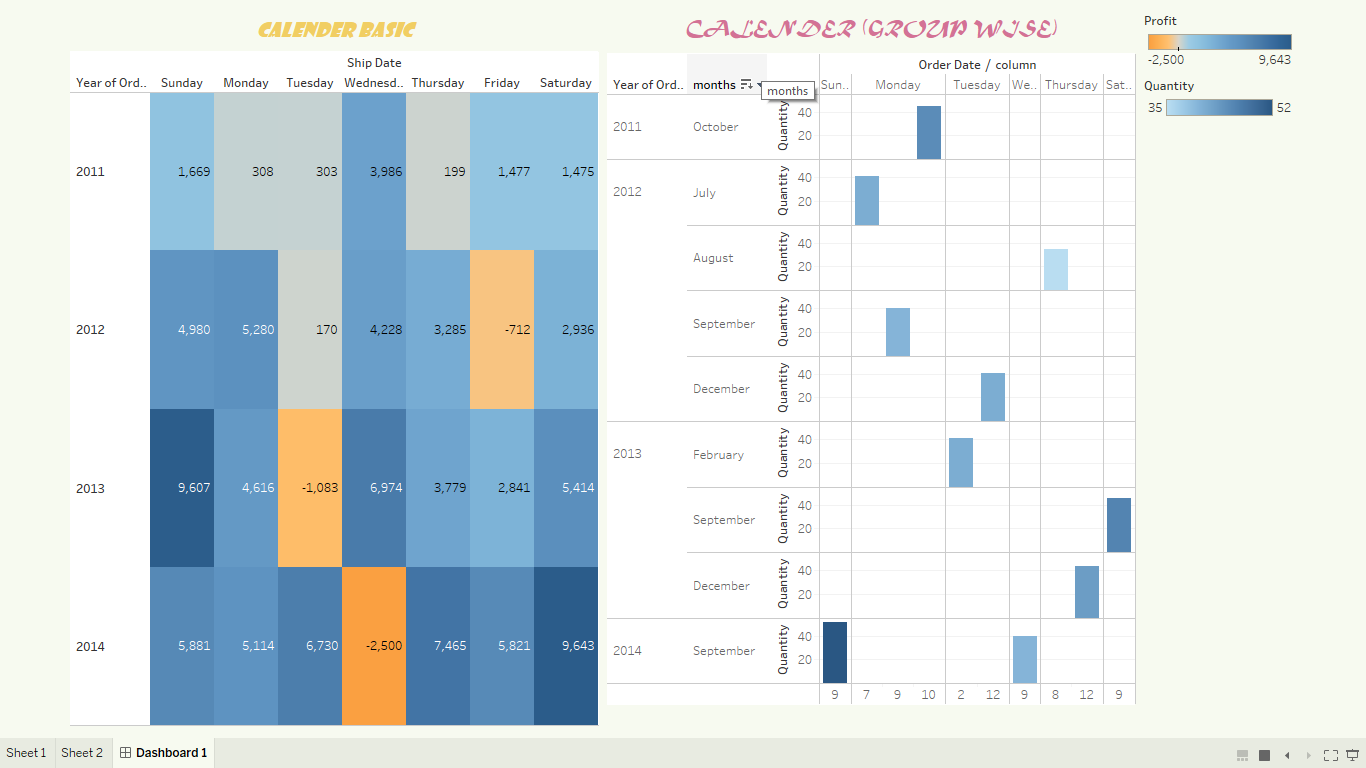 CALENDER BASIC
Ship Date
Year of Ord.. Sunday Monday Tuesday Wednesd.. Thursday Friday Saturday
2011 1,669 308 303 3,986 199 1,477 1,475
2012 4,980 5,280 170 4,228 3,285 -712 2,936
2013 9,607 4,616 -1,083 6,974 3,779 2,841 5,414
2014 5,881 5,114 6,730 -2,500 7,465 5,821 9,643
CALENDER (GROUP WISE)
Order Date / column
Year of Ord.. months Sun.. Monday Tuesday We.. Thursday Sat..
months
2011 October Quantity 40
20
2012 July Quantity 40
20
August Quantity 40
20
September Quantity 40
20
December Quantity 40
20
2013 February Quantity 40
20
September Quantity 40
20
December Quantity 40
20
2014 September Quantity 40
20
9 7 9 10 2 12 9 8 12 9
Profit
-2,500 9,643
Quantity
35 52
Sheet 1 Sheet 2 Dashboard 1